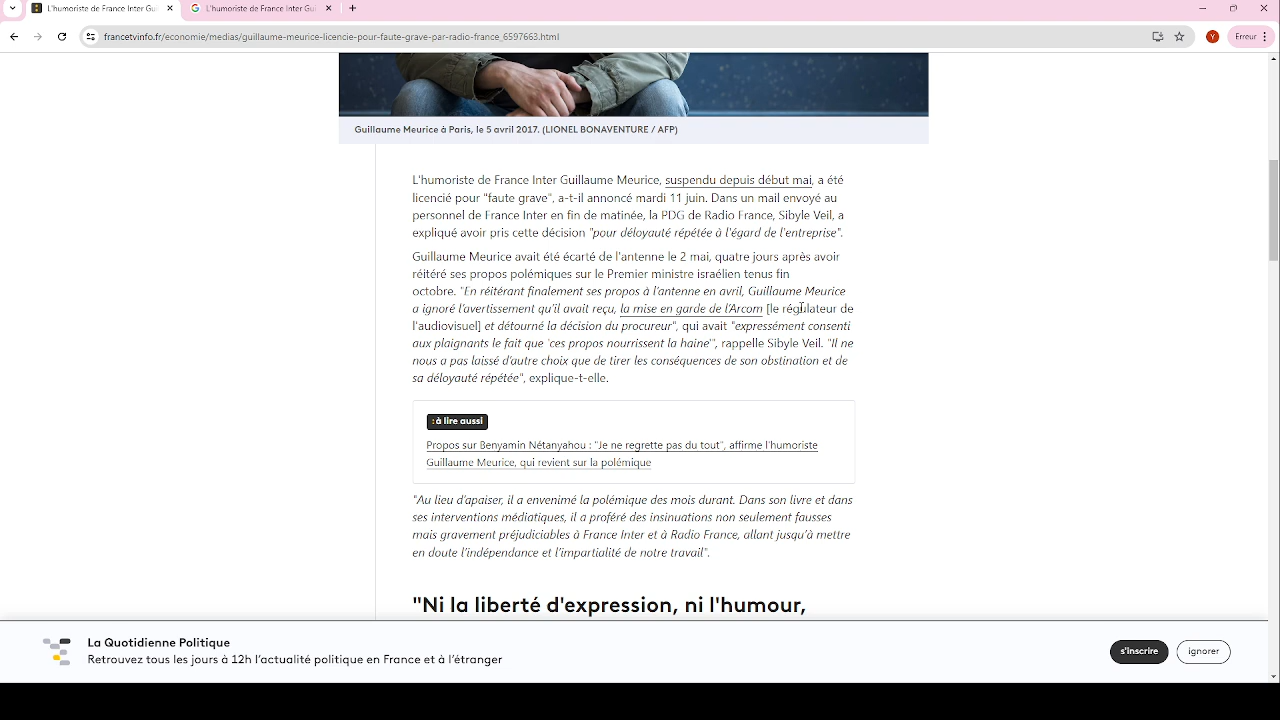 L'humoriste de France Inter Gui
L'humoriste de France Inter Gui
francetvinfo.fr/economie/medias/guillaume-meurice-licencie-pour-faute-grave-par-radio-france_6597663.html
Y
Erreur
Guillaume Meurice à Paris, le 5 avril 2017. (LIONEL BONAVENTURE / AFP)
L'humoriste de France Inter Guillaume Meurice, suspendu depuis début mai, a été
licencié pour "faute grave", a-t-il annoncé mardi 11 juin. Dans un mail envoyé au
personnel de France Inter en fin de matinée, la PDG de Radio France, Sibyle Veil, a
expliqué avoir pris cette décision "pour déloyauté répétée à l'égard de l'entreprise".
Guillaume Meurice avait été écarté de l'antenne le 2 mai, quatre jours après avoir
réitéré ses propos polémiques sur le Premier ministre israélien tenus fin
octobre. "En réitérant finalement ses propos à l'antenne en avril, Guillaume Meurice
a ignoré l'avertissement qu'il avait reçu, la mise en garde de l'Arcom [le régulateur de
l'audiovisuel] et détourné la décision du procureur", qui avait "expressément consenti
aux plaignants le fait que 'ces propos nourrissent la haine'", rappelle Sibyle Veil. "Il ne
nous a pas laissé d'autre choix que de tirer les conséquences de son obstination et de
sa déloyauté répétée", explique-t-elle.
:à lire aussi
Propos sur Benyamin Nétanyahou : "Je ne regrette pas du tout", affirme l'humoriste
Guillaume Meurice, qui revient sur la polémique
"Au lieu d'apaiser, il a envenimé la polémique des mois durant. Dans son livre et dans
ses interventions médiatiques, il a proféré des insinuations non seulement fausses
mais gravement préjudiciables à France Inter et à Radio France, allant jusqu'à mettre
en doute l'indépendance et l'impartialité de notre travail".
"Ni la liberté d'expression, ni l'humour,
La Quotidienne Politique
Retrouvez tous les jours à 12h l'actualité politique en France et à l'étranger
s'inscrire
ignorer